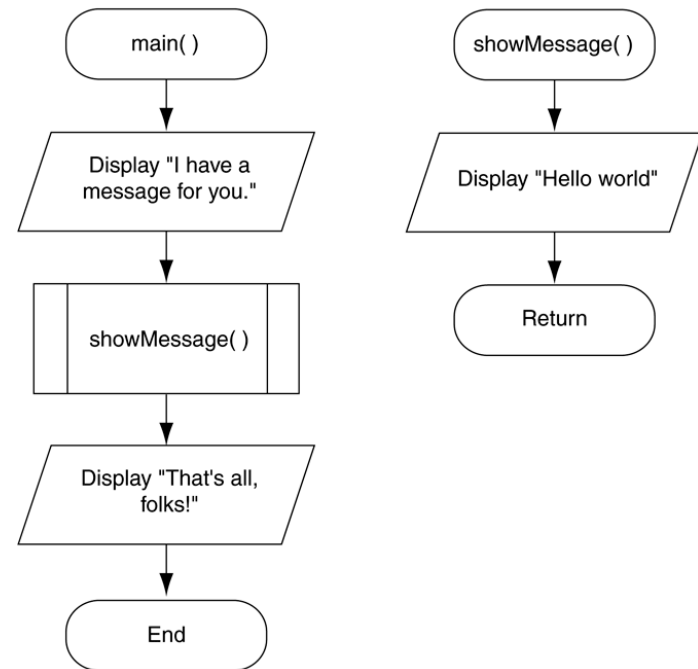 main( )
Display "I have a
message for you."
showMessage( )
Display "That's all,
folks!"
End
showMessage( )
Display "Hello world"
Return